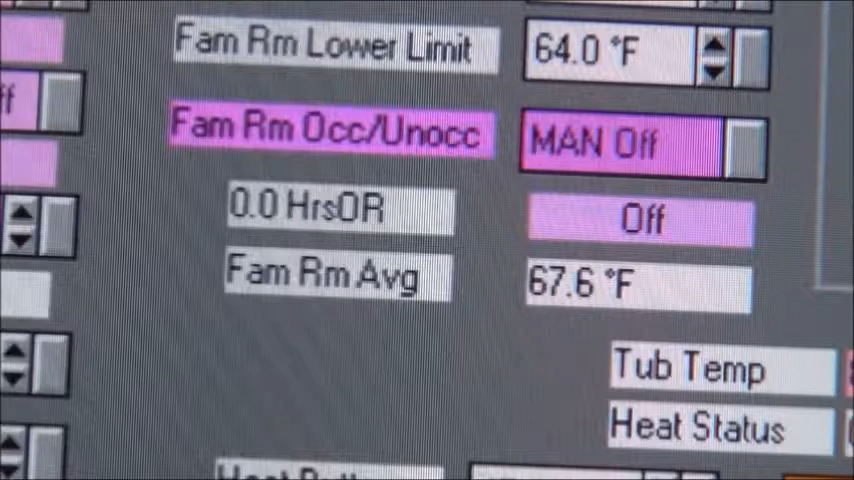 Fam Rm Lower Limit 64.0 °F
ff
Fam Rm Occ/Unocc MAN Off
0.0 HrsOR Off
Fam Rm Avg 67.6 °F
Tub Temp
Heat Status